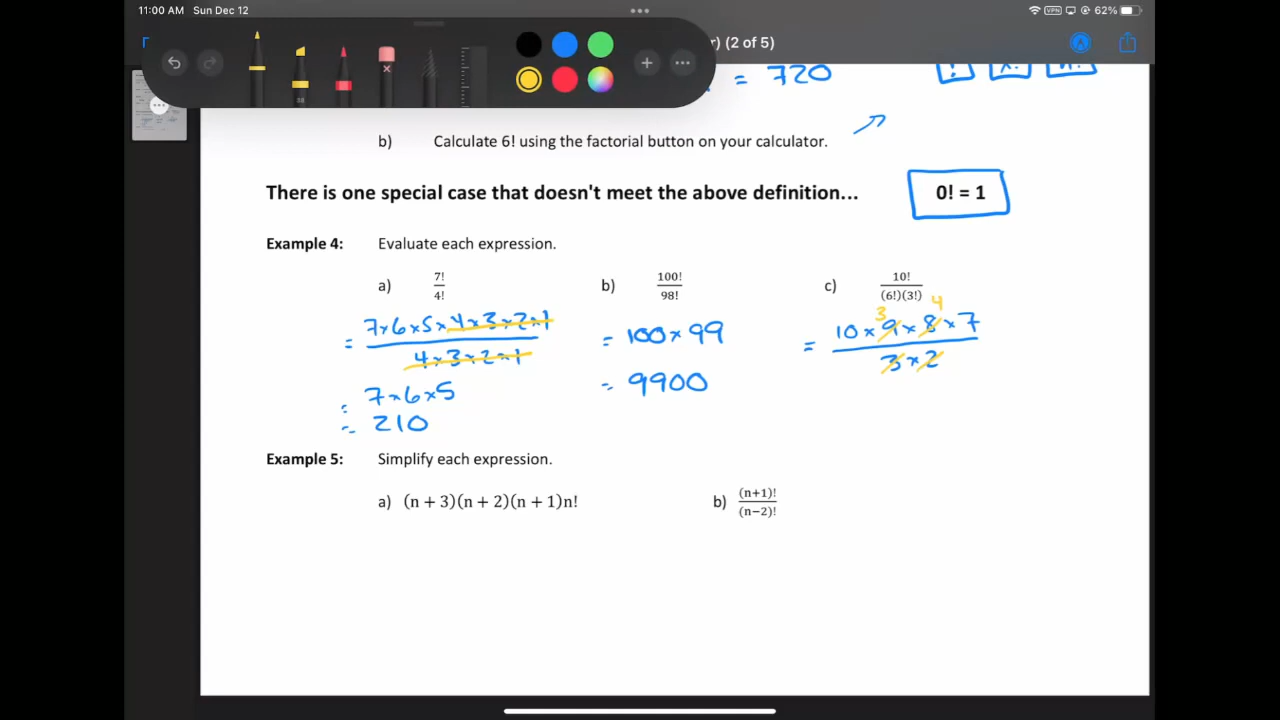 11:00 AM Sun Dec 12
VPN 62%
r) (2 of 5)
= 720
b) Calculate 6! using the factorial button on your calculator.
There is one special case that doesn't meet the above definition... 0! = 1
Example 4: Evaluate each expression.
a) 7!/4! b) 100!/98! c) 10!/(6!)(3!)
= 7×6×5×4×3×2×1 / 4×3×2×1
= 7×6×5
= 210
= 100×99
= 9900
3 4
= 10×9×8×7 / 3×2
Example 5: Simplify each expression.
a) (n + 3)(n + 2)(n + 1)n! b) (n+1)!/(n−2)!